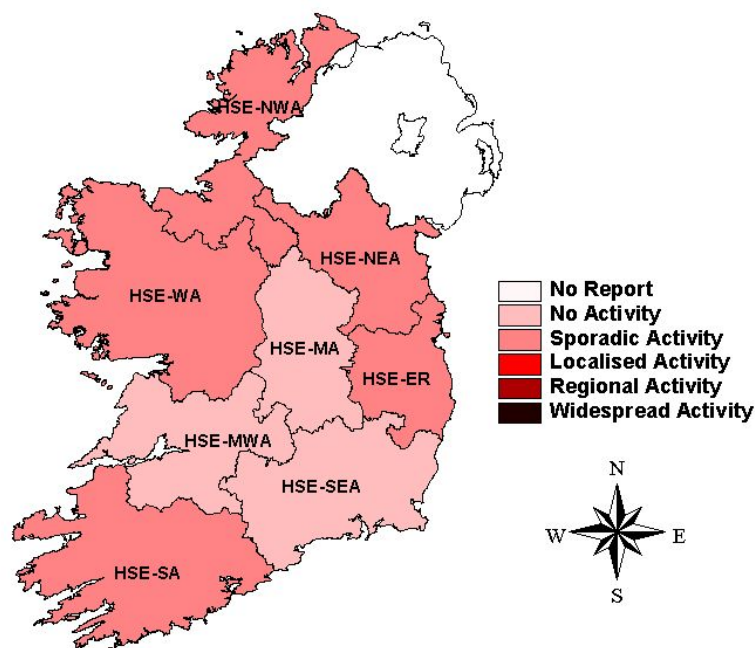 HSE-NWA
HSE-NEA
HSE-WA
HSE-MA
HSE-ER
HSE-MWA
HSE-SEA
HSE-SA
No Report
No Activity
Sporadic Activity
Localised Activity
Regional Activity
Widespread Activity
N
W E
S